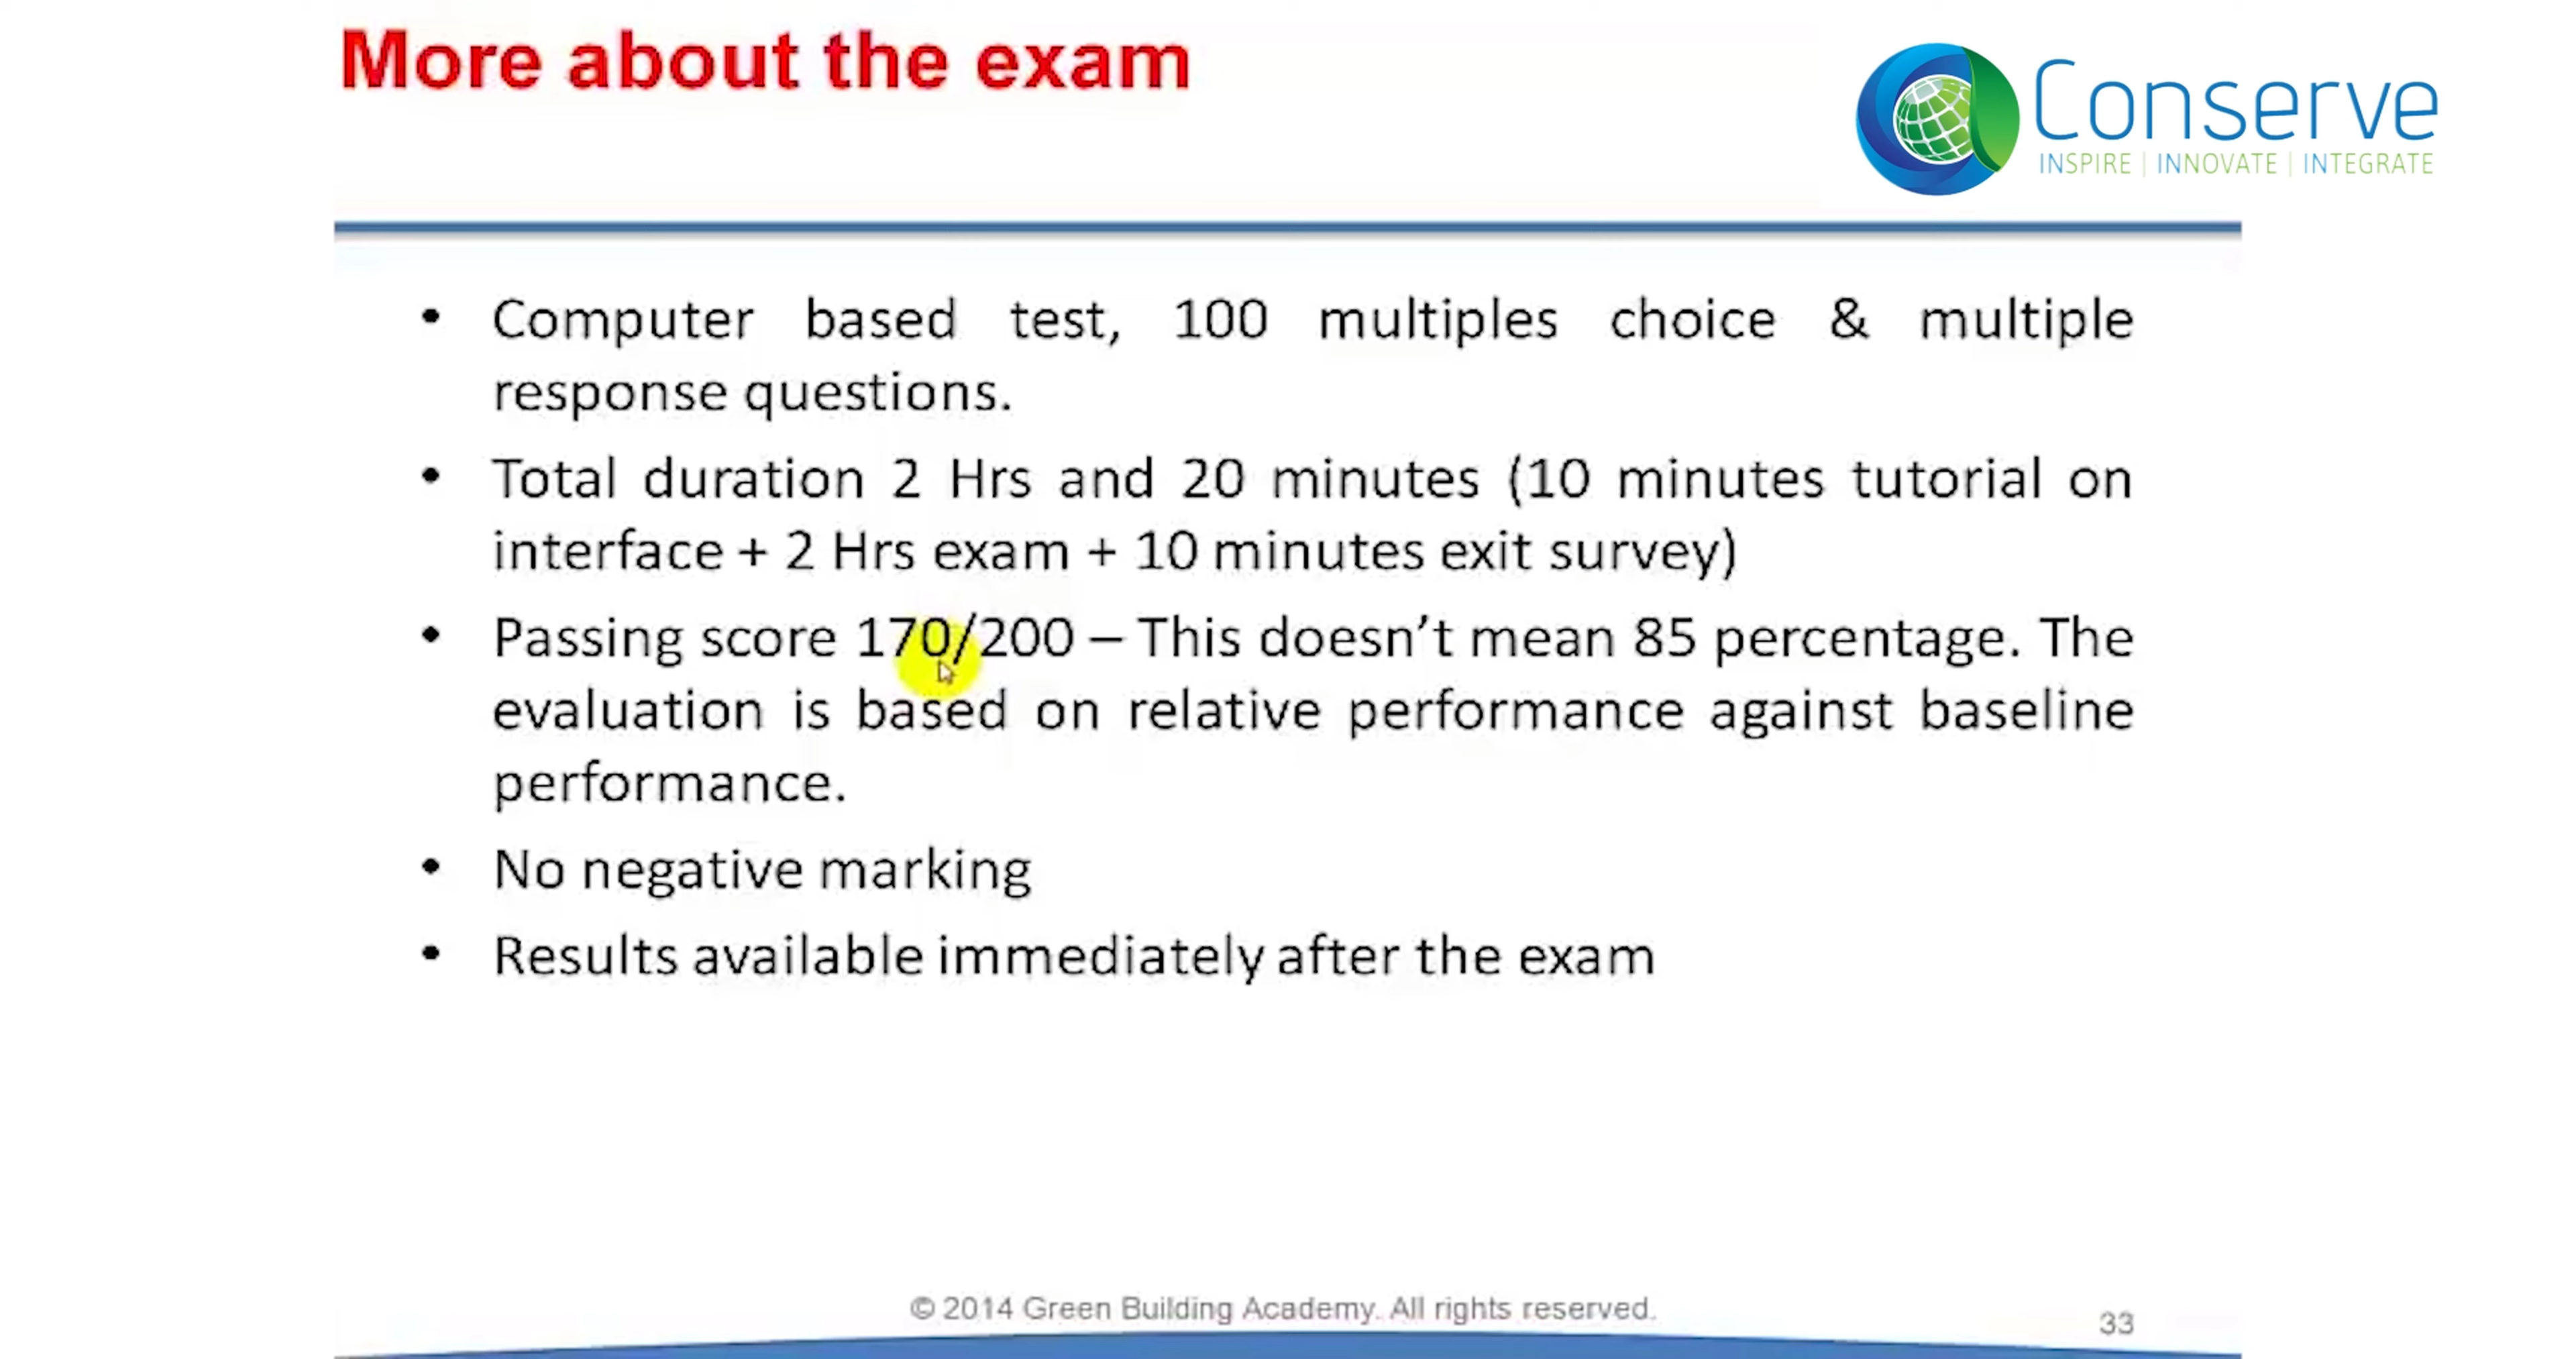 More about the exam
Conserve
INSPIRE | INNOVATE | INTEGRATE
• Computer based test, 100 multiples choice & multiple
response questions.
• Total duration 2 Hrs and 20 minutes (10 minutes tutorial on
interface + 2 Hrs exam + 10 minutes exit survey)
• Passing score 170/200 – This doesn’t mean 85 percentage. The
evaluation is based on relative performance against baseline
performance.
• No negative marking
• Results available immediately after the exam
© 2014 Green Building Academy. All rights reserved.
33